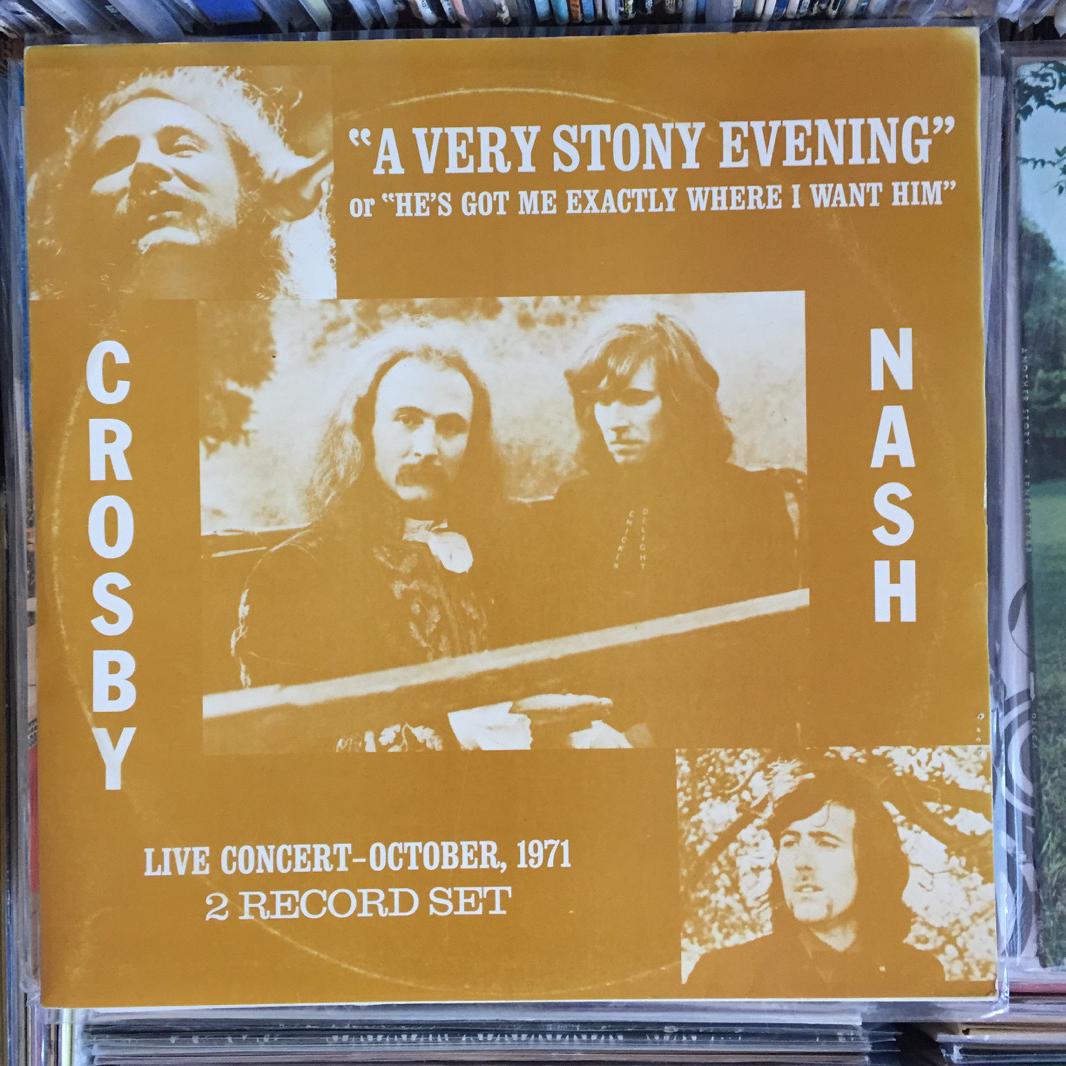 “A VERY STONY EVENING”
or “HE'S GOT ME EXACTLY WHERE I WANT HIM”
CROSBY
NASH
LIVE CONCERT-OCTOBER, 1971
2 RECORD SET